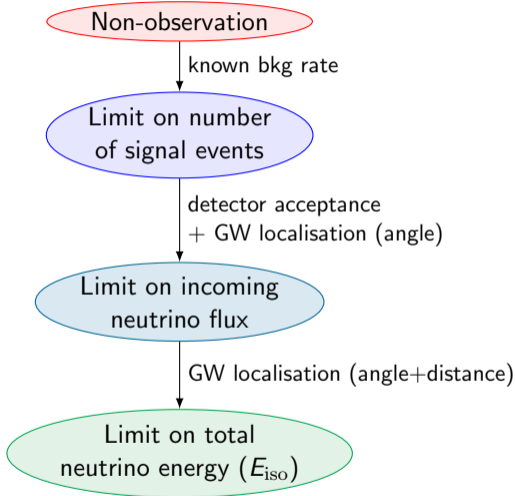 Non-observation
known bkg rate
Limit on number
of signal events
detector acceptance
+ GW localisation (angle)
Limit on incoming
neutrino flux
GW localisation (angle+distance)
Limit on total
neutrino energy (E_iso)